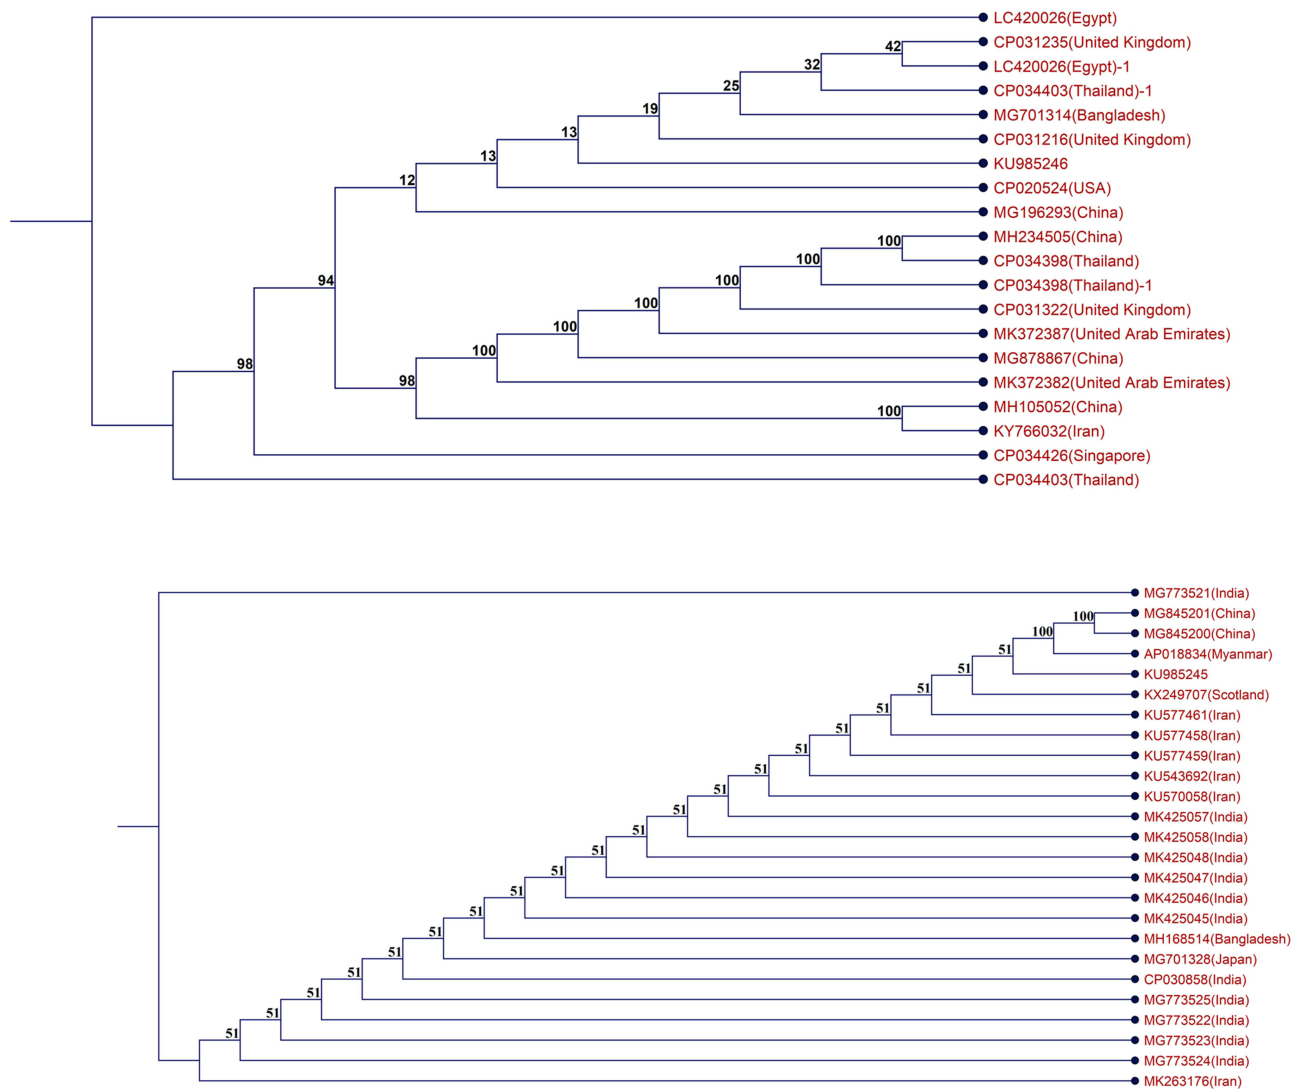 LC420026(Egypt)
CP031235(United Kingdom)
42
LC420026(Egypt)-1
32
CP034403(Thailand)-1
25
MG701314(Bangladesh)
19
CP031216(United Kingdom)
13
KU985246
13
CP020524(USA)
12
MG196293(China)
MH234505(China)
100
CP034398(Thailand)
100
CP034398(Thailand)-1
94
100
CP031322(United Kingdom)
100
MK372387(United Arab Emirates)
100
MG878867(China)
100
98
MK372382(United Arab Emirates)
98
MH105052(China)
100
KY766032(Iran)
CP034426(Singapore)
CP034403(Thailand)
MG773521(India)
MG845201(China)
100
MG845200(China)
100
AP018834(Myanmar)
51
KU985245
51
KX249707(Scotland)
51
KU577461(Iran)
51
KU577458(Iran)
51
KU577459(Iran)
51
KU543692(Iran)
51
KU570058(Iran)
51
MK425057(India)
51
MK425058(India)
51
MK425048(India)
51
MK425047(India)
51
MK425046(India)
51
MK425045(India)
51
MH168514(Bangladesh)
51
MG701328(Japan)
51
CP030858(India)
51
MG773525(India)
51
MG773522(India)
51
MG773523(India)
51
MG773524(India)
MK263176(Iran)